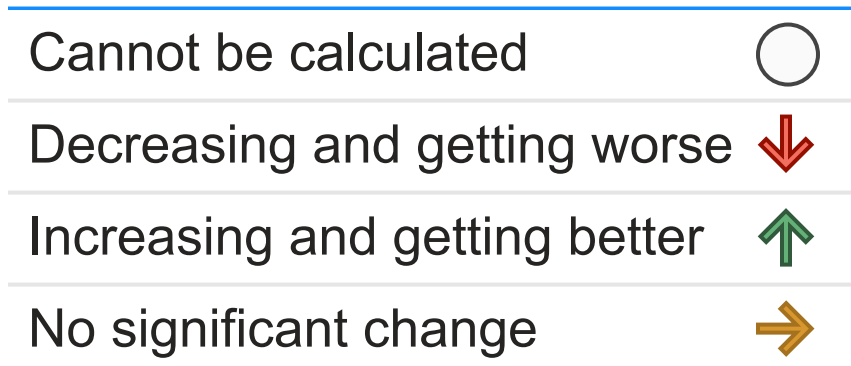 Cannot be calculated
Decreasing and getting worse
Increasing and getting better
No significant change